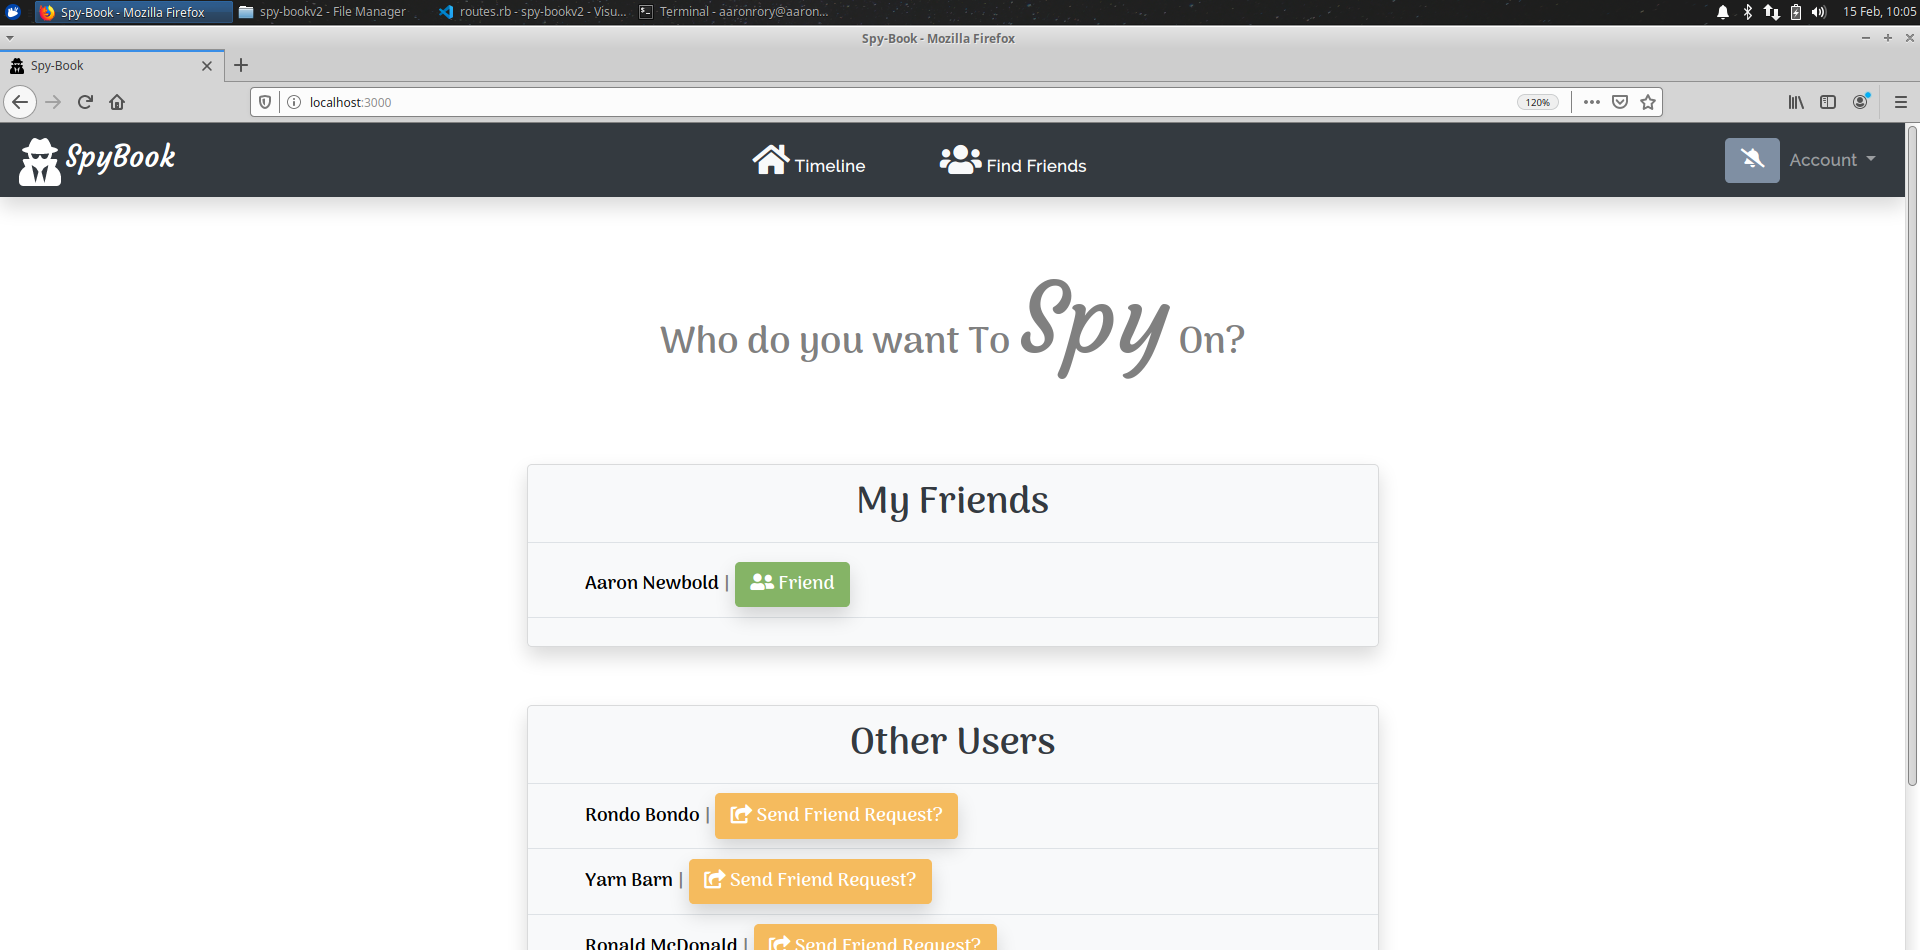 Spy-Book - Mozilla Firefox
spy-bookv2 - File Manager
routes.rb - spy-bookv2 - Visu...
Terminal - aaronrory@aaron...
15 Feb, 10:05
Spy-Book - Mozilla Firefox
Spy-Book
localhost:3000
120%
SpyBook
Timeline
Find Friends
Account
Who do you want To Spy On?
My Friends
Aaron Newbold | Friend
Other Users
Rondo Bondo | Send Friend Request?
Yarn Barn | Send Friend Request?
Ronald McDonald | Send Friend Request?